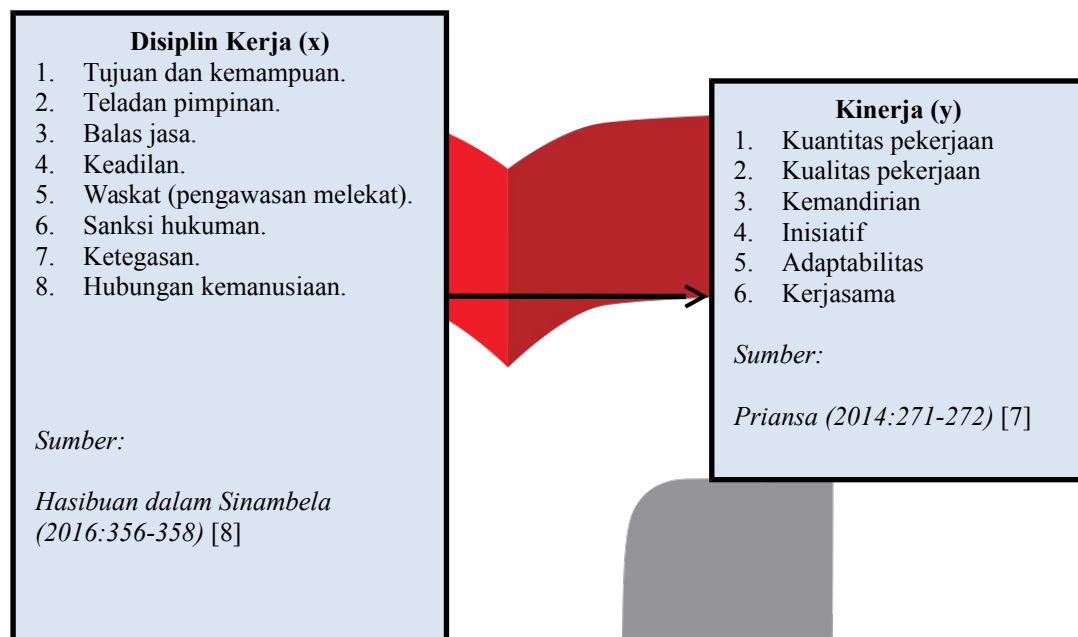 Disiplin Kerja (x)
1. Tujuan dan kemampuan.
2. Teladan pimpinan.
3. Balas jasa.
4. Keadilan.
5. Waskat (pengawasan melekat).
6. Sanksi hukuman.
7. Ketegasan.
8. Hubungan kemanusiaan.
Sumber:
Hasibuan dalam Sinambela
(2016:356-358) [8]
Kinerja (y)
1. Kuantitas pekerjaan
2. Kualitas pekerjaan
3. Kemandirian
4. Inisiatif
5. Adaptabilitas
6. Kerjasama
Sumber:
Priansa (2014:271-272) [7]